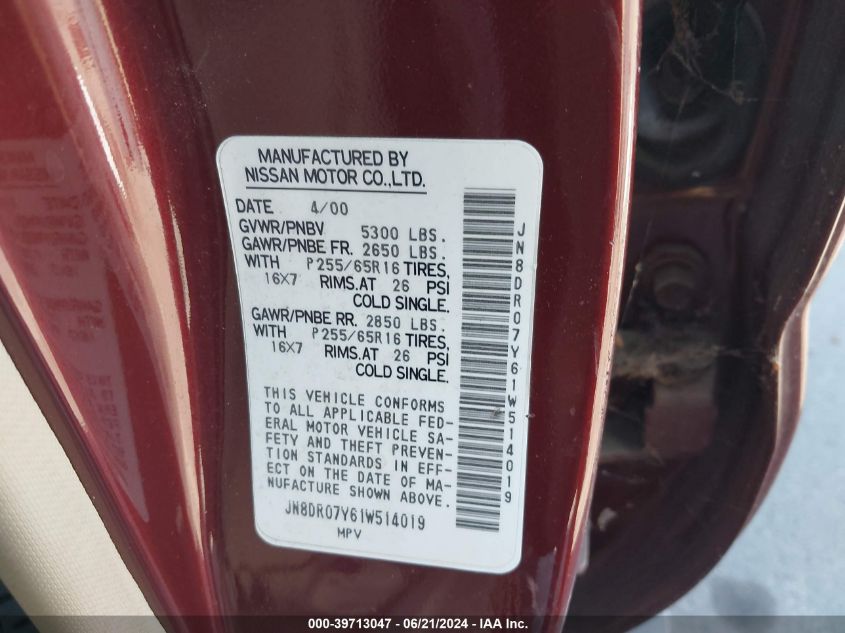 MANUFACTURED BY
NISSAN MOTOR CO.,LTD.
DATE 4/00
GVWR/PNBV 5300 LBS.
GAWR/PNBE FR. 2650 LBS.
WITH P255/65R16 TIRES,
16X7 RIMS.AT 26 PSI
COLD SINGLE.
GAWR/PNBE RR. 2850 LBS.
WITH P255/65R16 TIRES,
16X7 RIMS.AT 26 PSI
COLD SINGLE.
THIS VEHICLE CONFORMS
TO ALL APPLICABLE FED-
ERAL MOTOR VEHICLE SA-
FETY AND THEFT PREVEN-
TION STANDARDS IN EFF-
ECT ON THE DATE OF MA-
NUFACTURE SHOWN ABOVE.
JN8DR07Y61W514019
MPV
JN8DR07Y61W514019
000-39713047 - 06/21/2024 - IAA Inc.